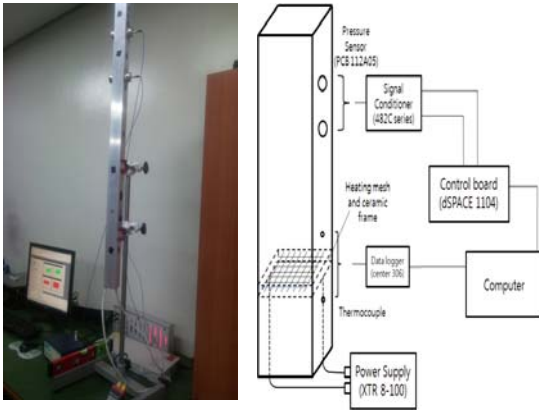 Pressure
Sensor
(PCB 112A05)
Signal
Conditioner
(482C series)
Control board
(dSPACE 1104)
Heating mesh
and ceramic
frame
Data logger
(center 306)
Computer
Thermocouple
Power Supply
(XTR 8-100)